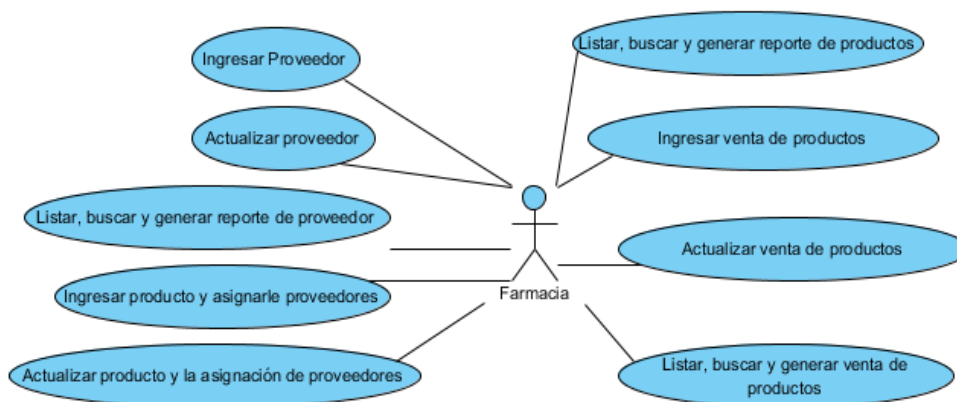 Ingresar Proveedor
Actualizar proveedor
Listar, buscar y generar reporte de proveedor
Ingresar producto y asignarle proveedores
Actualizar producto y la asignación de proveedores
Farmacia
Listar, buscar y generar reporte de productos
Ingresar venta de productos
Actualizar venta de productos
Listar, buscar y generar venta de
productos